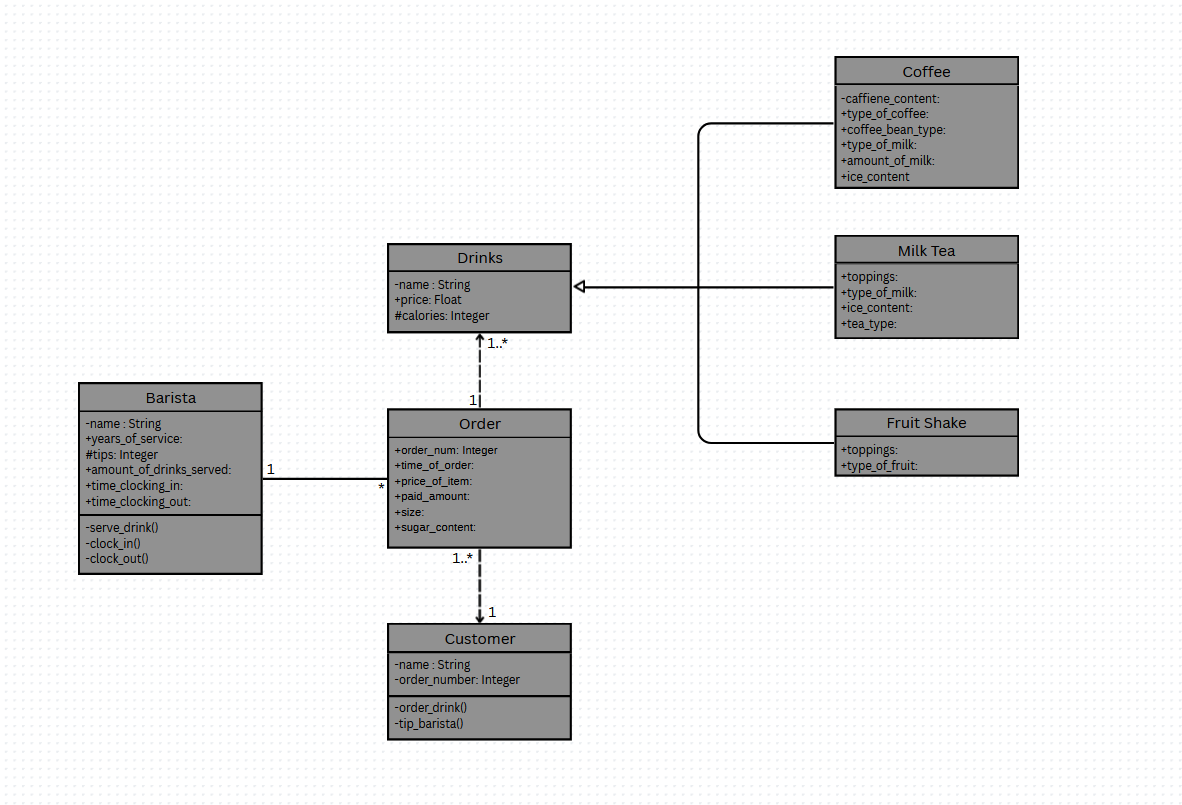 Coffee
-caffiene_content:
+type_of_coffee:
+coffee_bean_type:
+type_of_milk:
+amount_of_milk:
+ice_content
Milk Tea
+toppings:
+type_of_milk:
+ice_content:
+tea_type:
Drinks
-name : String
+price: Float
#calories: Integer
1..*
1
Barista
-name : String
+years_of_service:
#tips: Integer
+amount_of_drinks_served:
+time_clocking_in:
+time_clocking_out:
-serve_drink()
-clock_in()
-clock_out()
1
*
Order
+order_num: Integer
+time_of_order:
+price_of_item:
+paid_amount:
+size:
+sugar_content:
Fruit Shake
+toppings:
+type_of_fruit:
1..*
1
Customer
-name : String
-order_number: Integer
-order_drink()
-tip_barista()